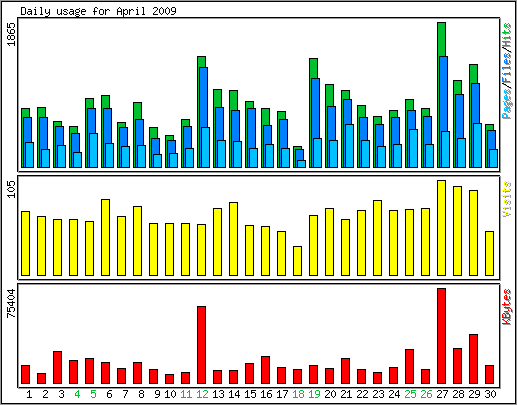 Daily usage for April 2009
1865
Pages/Files/Hits
105
Visits
75404
KBytes
1 2 3 4 5 6 7 8 9 10 11 12 13 14 15 16 17 18 19 20 21 22 23 24 25 26 27 28 29 30